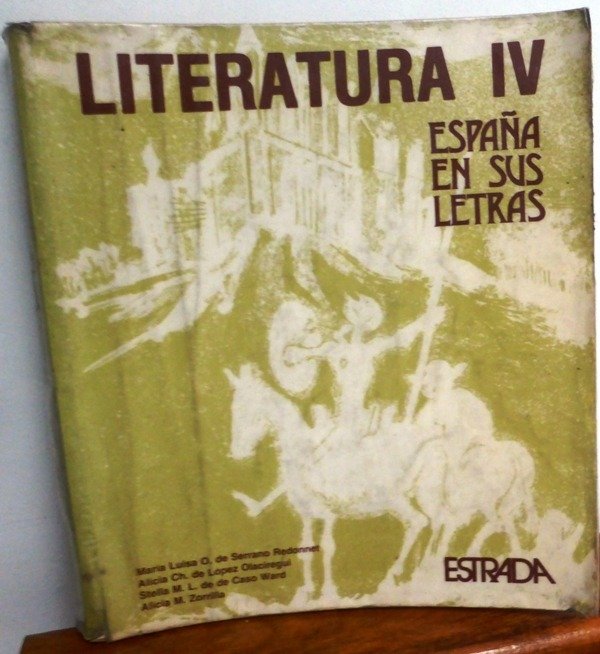 LITERATURA IV
ESPAÑA
EN SUS
LETRAS
María Luisa O. de Serrano Redonnet
Alicia Ch. de López Olaciregui
Stella M. L. de de Caso Ward
Alicia M. Zorrilla
ESTRADA